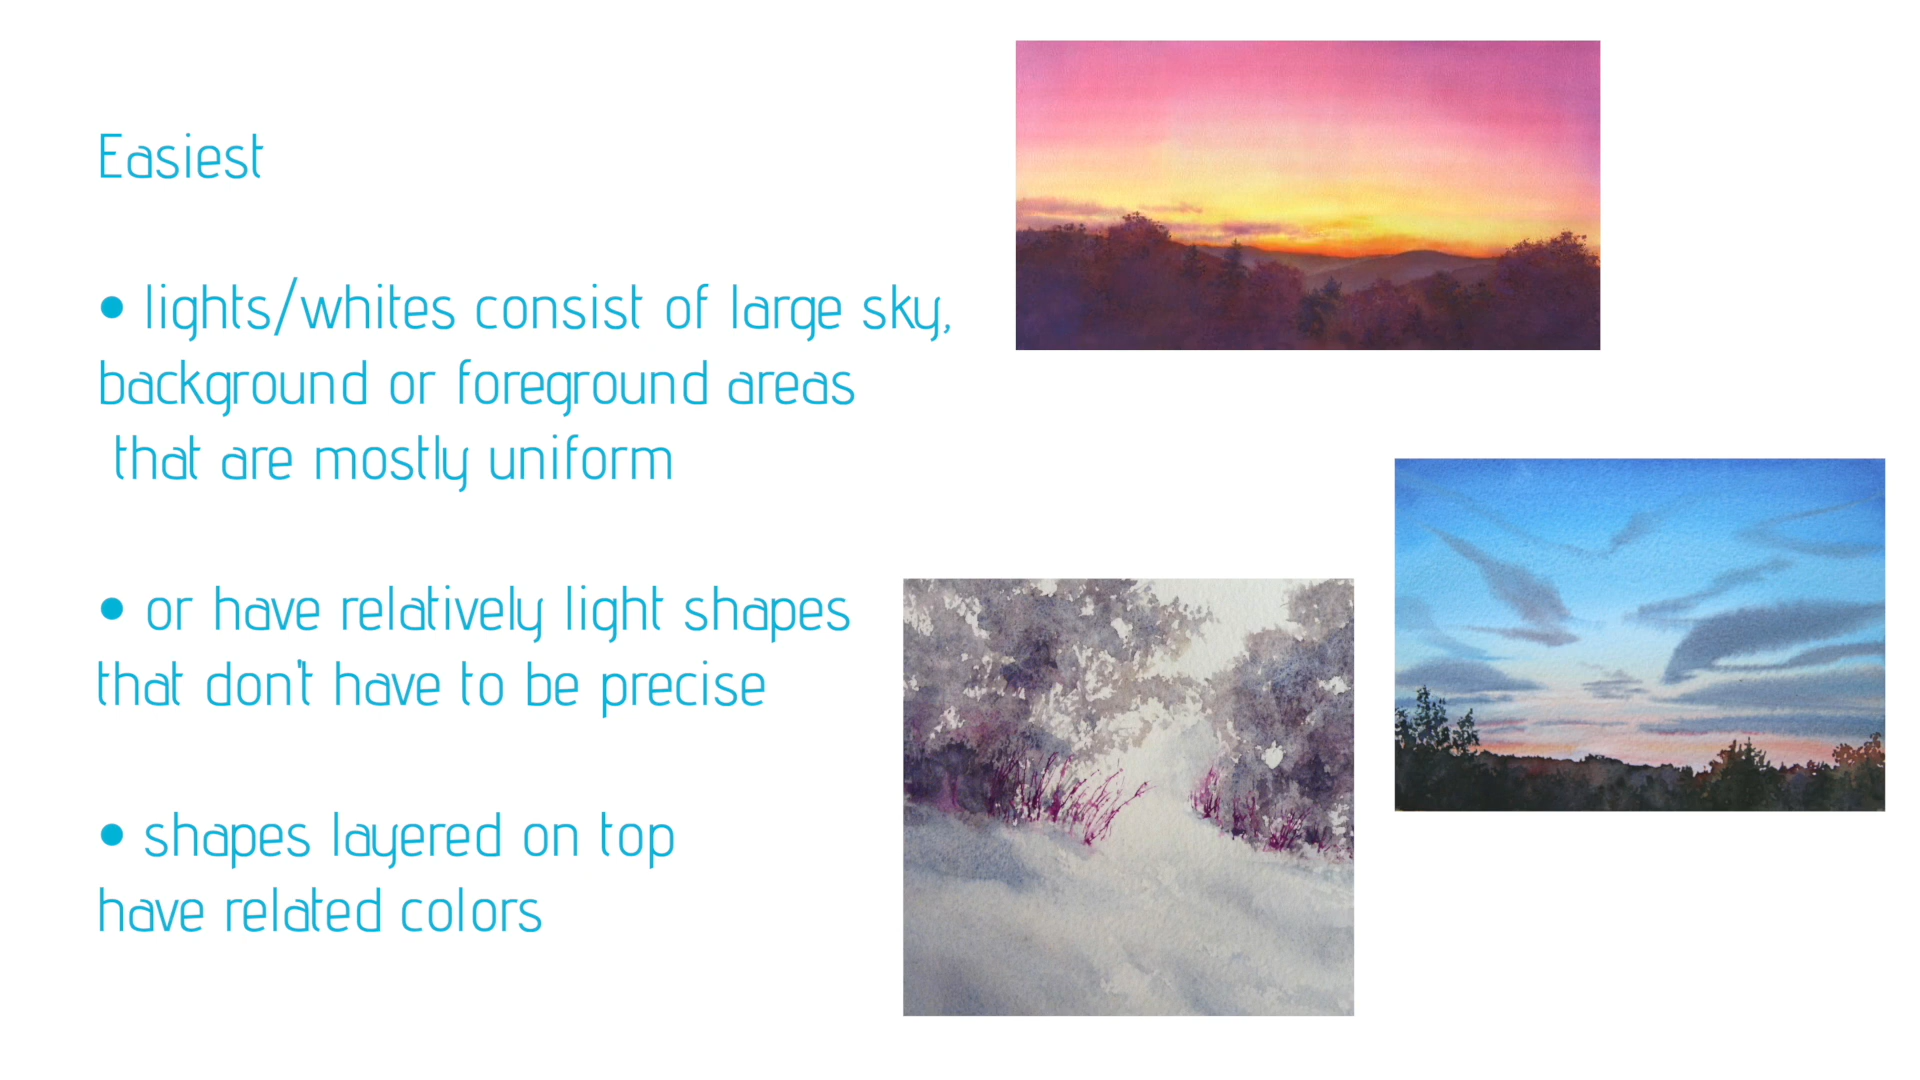 Easiest
• lights/whites consist of large sky,
background or foreground areas
that are mostly uniform
• or have relatively light shapes
that don't have to be precise
• shapes layered on top
have related colors